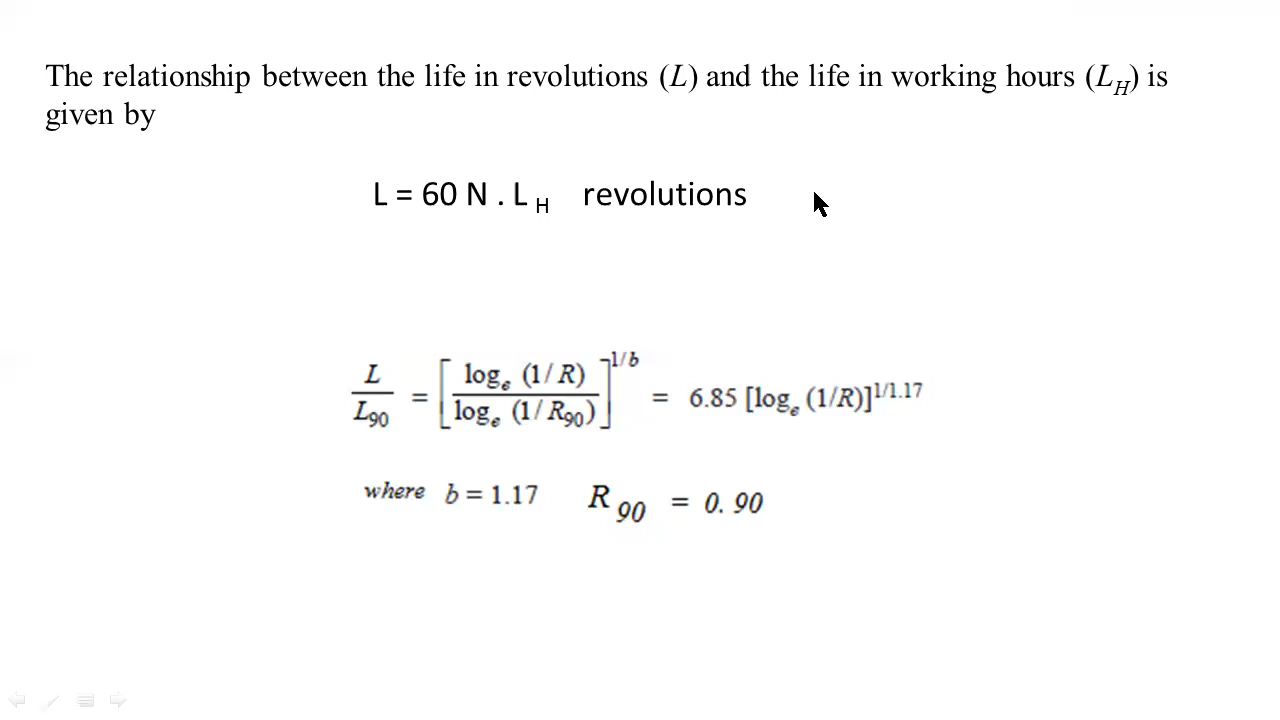 The relationship between the life in revolutions (L) and the life in working hours (L_H) is
given by
L = 60 N . L_H revolutions
L/L_90 = [log_e (1/R) / log_e (1/R_90)]^1/b = 6.85 [log_e (1/R)]^1/1.17
where b = 1.17 R_90 = 0. 90